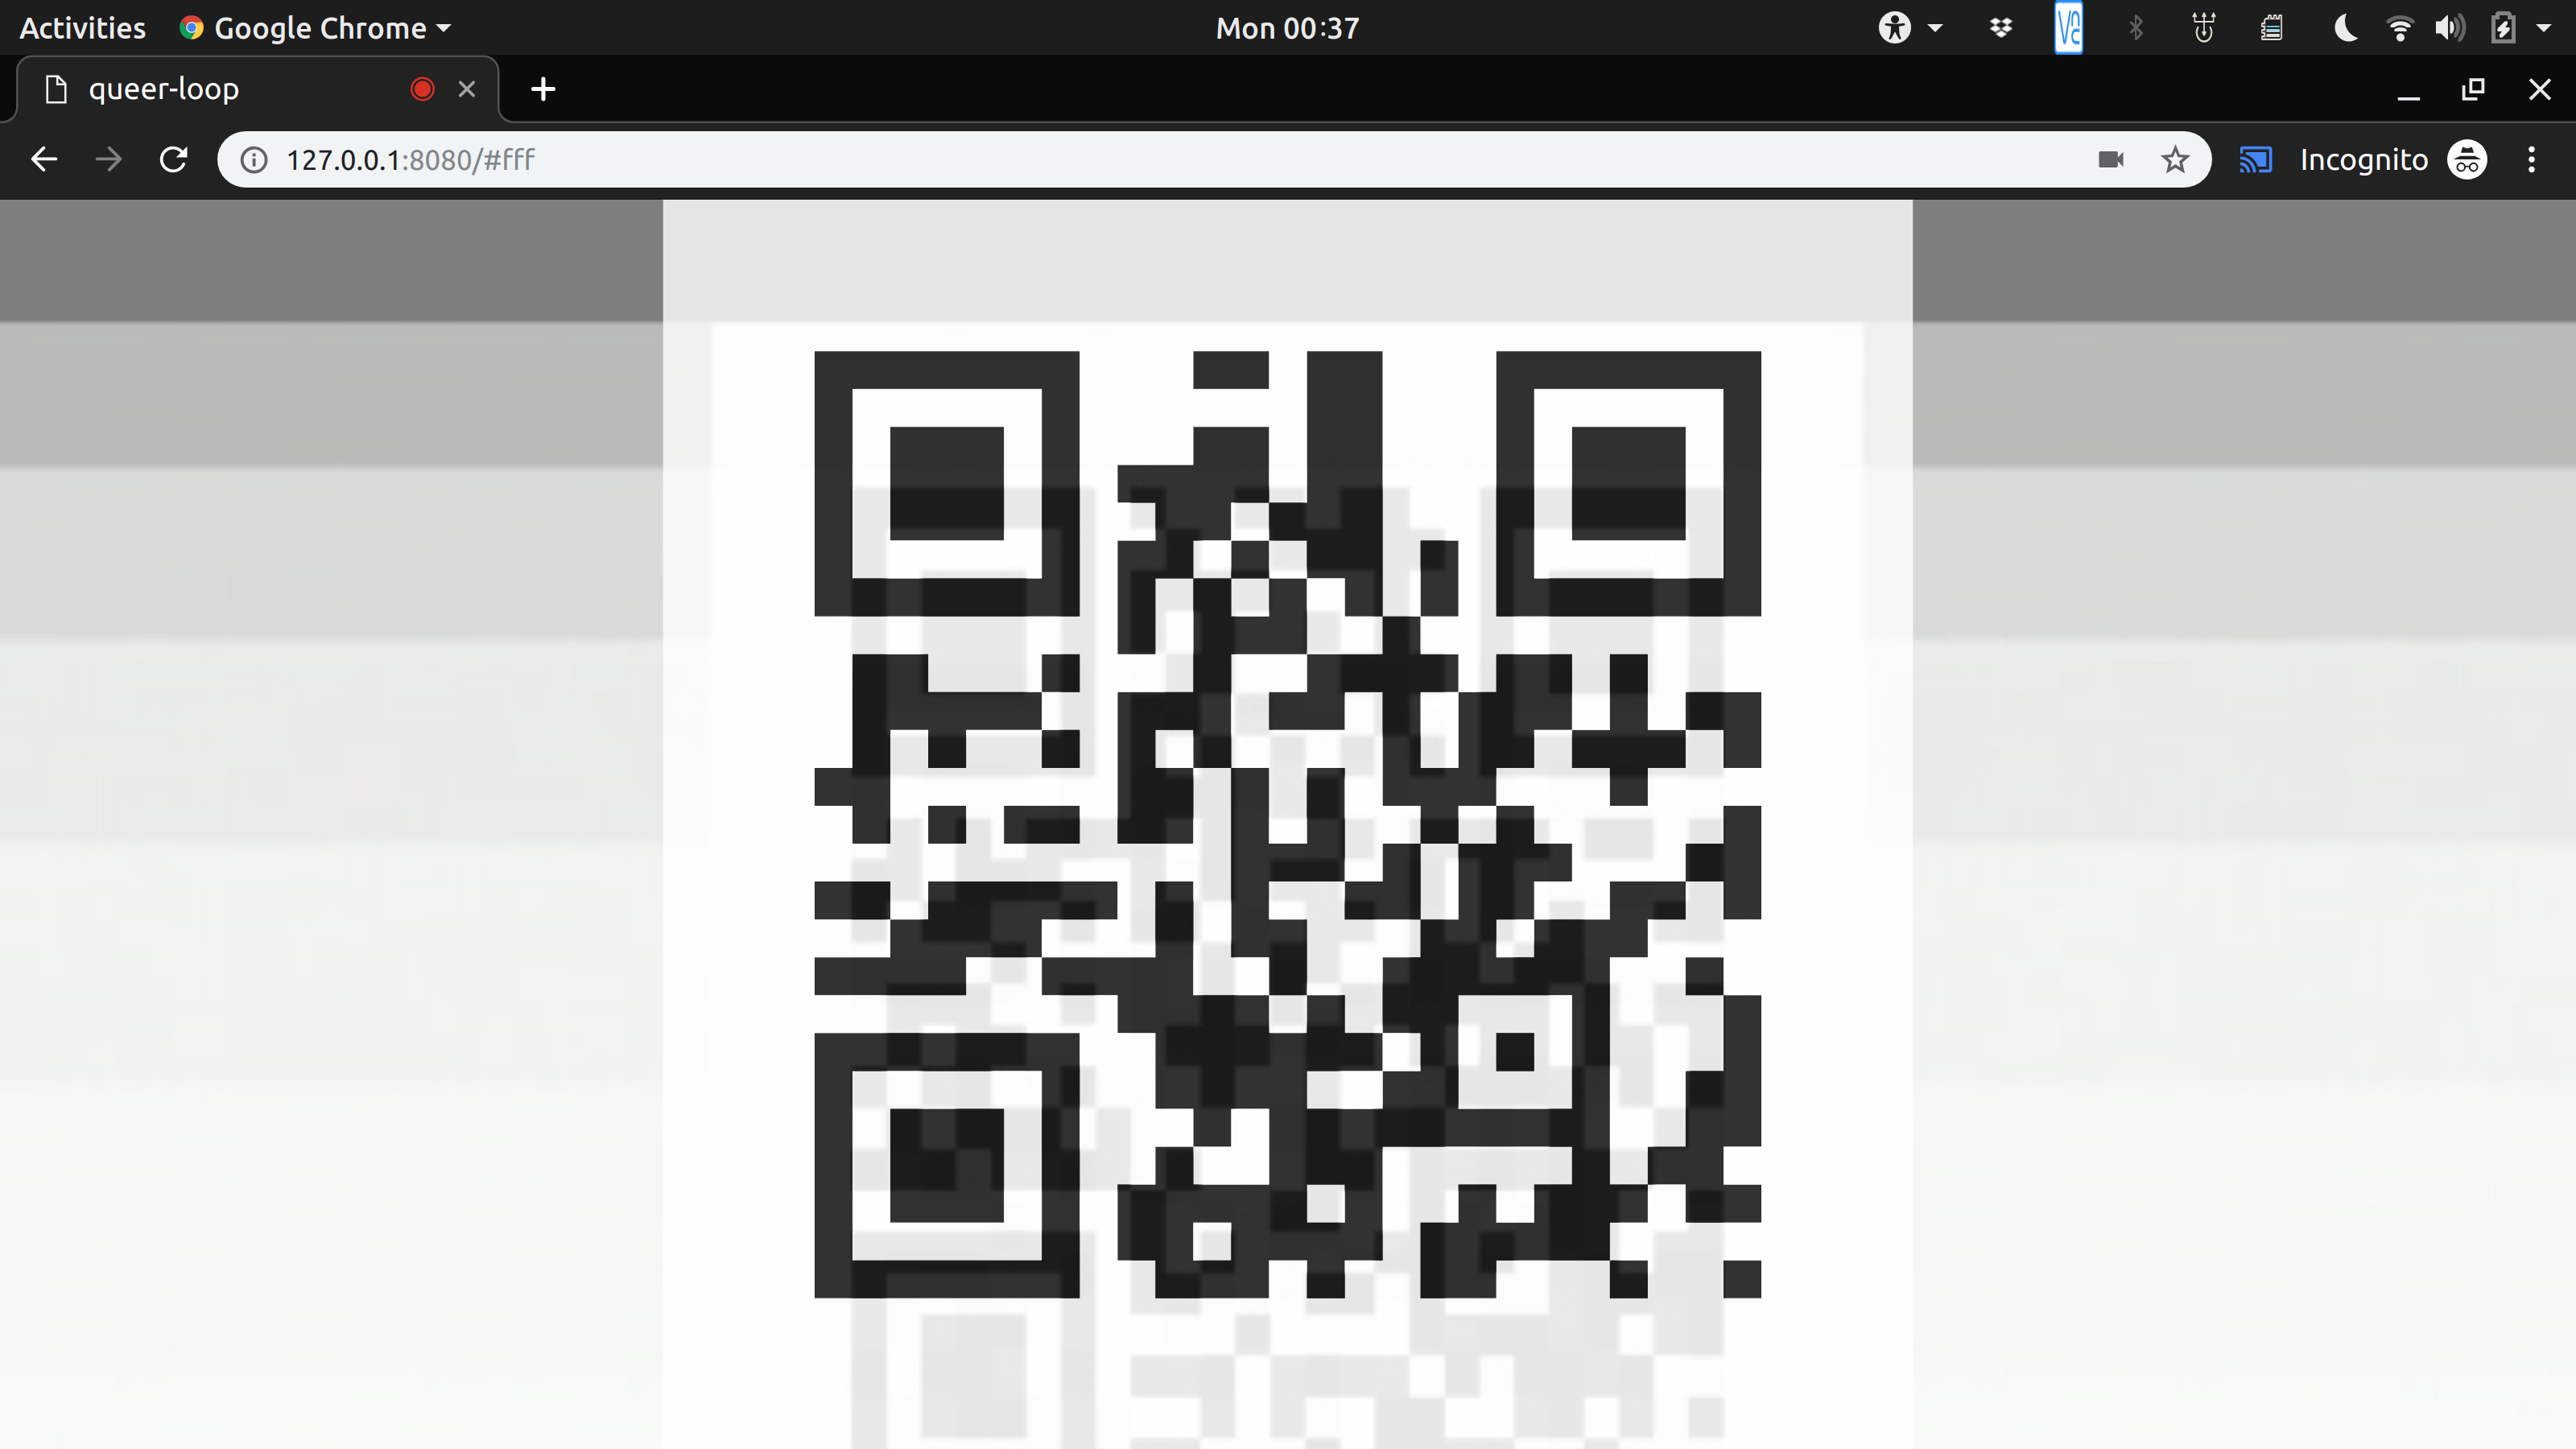 Activities Google Chrome Mon 00:37
queer-loop
127.0.0.1:8080/#fff Incognito